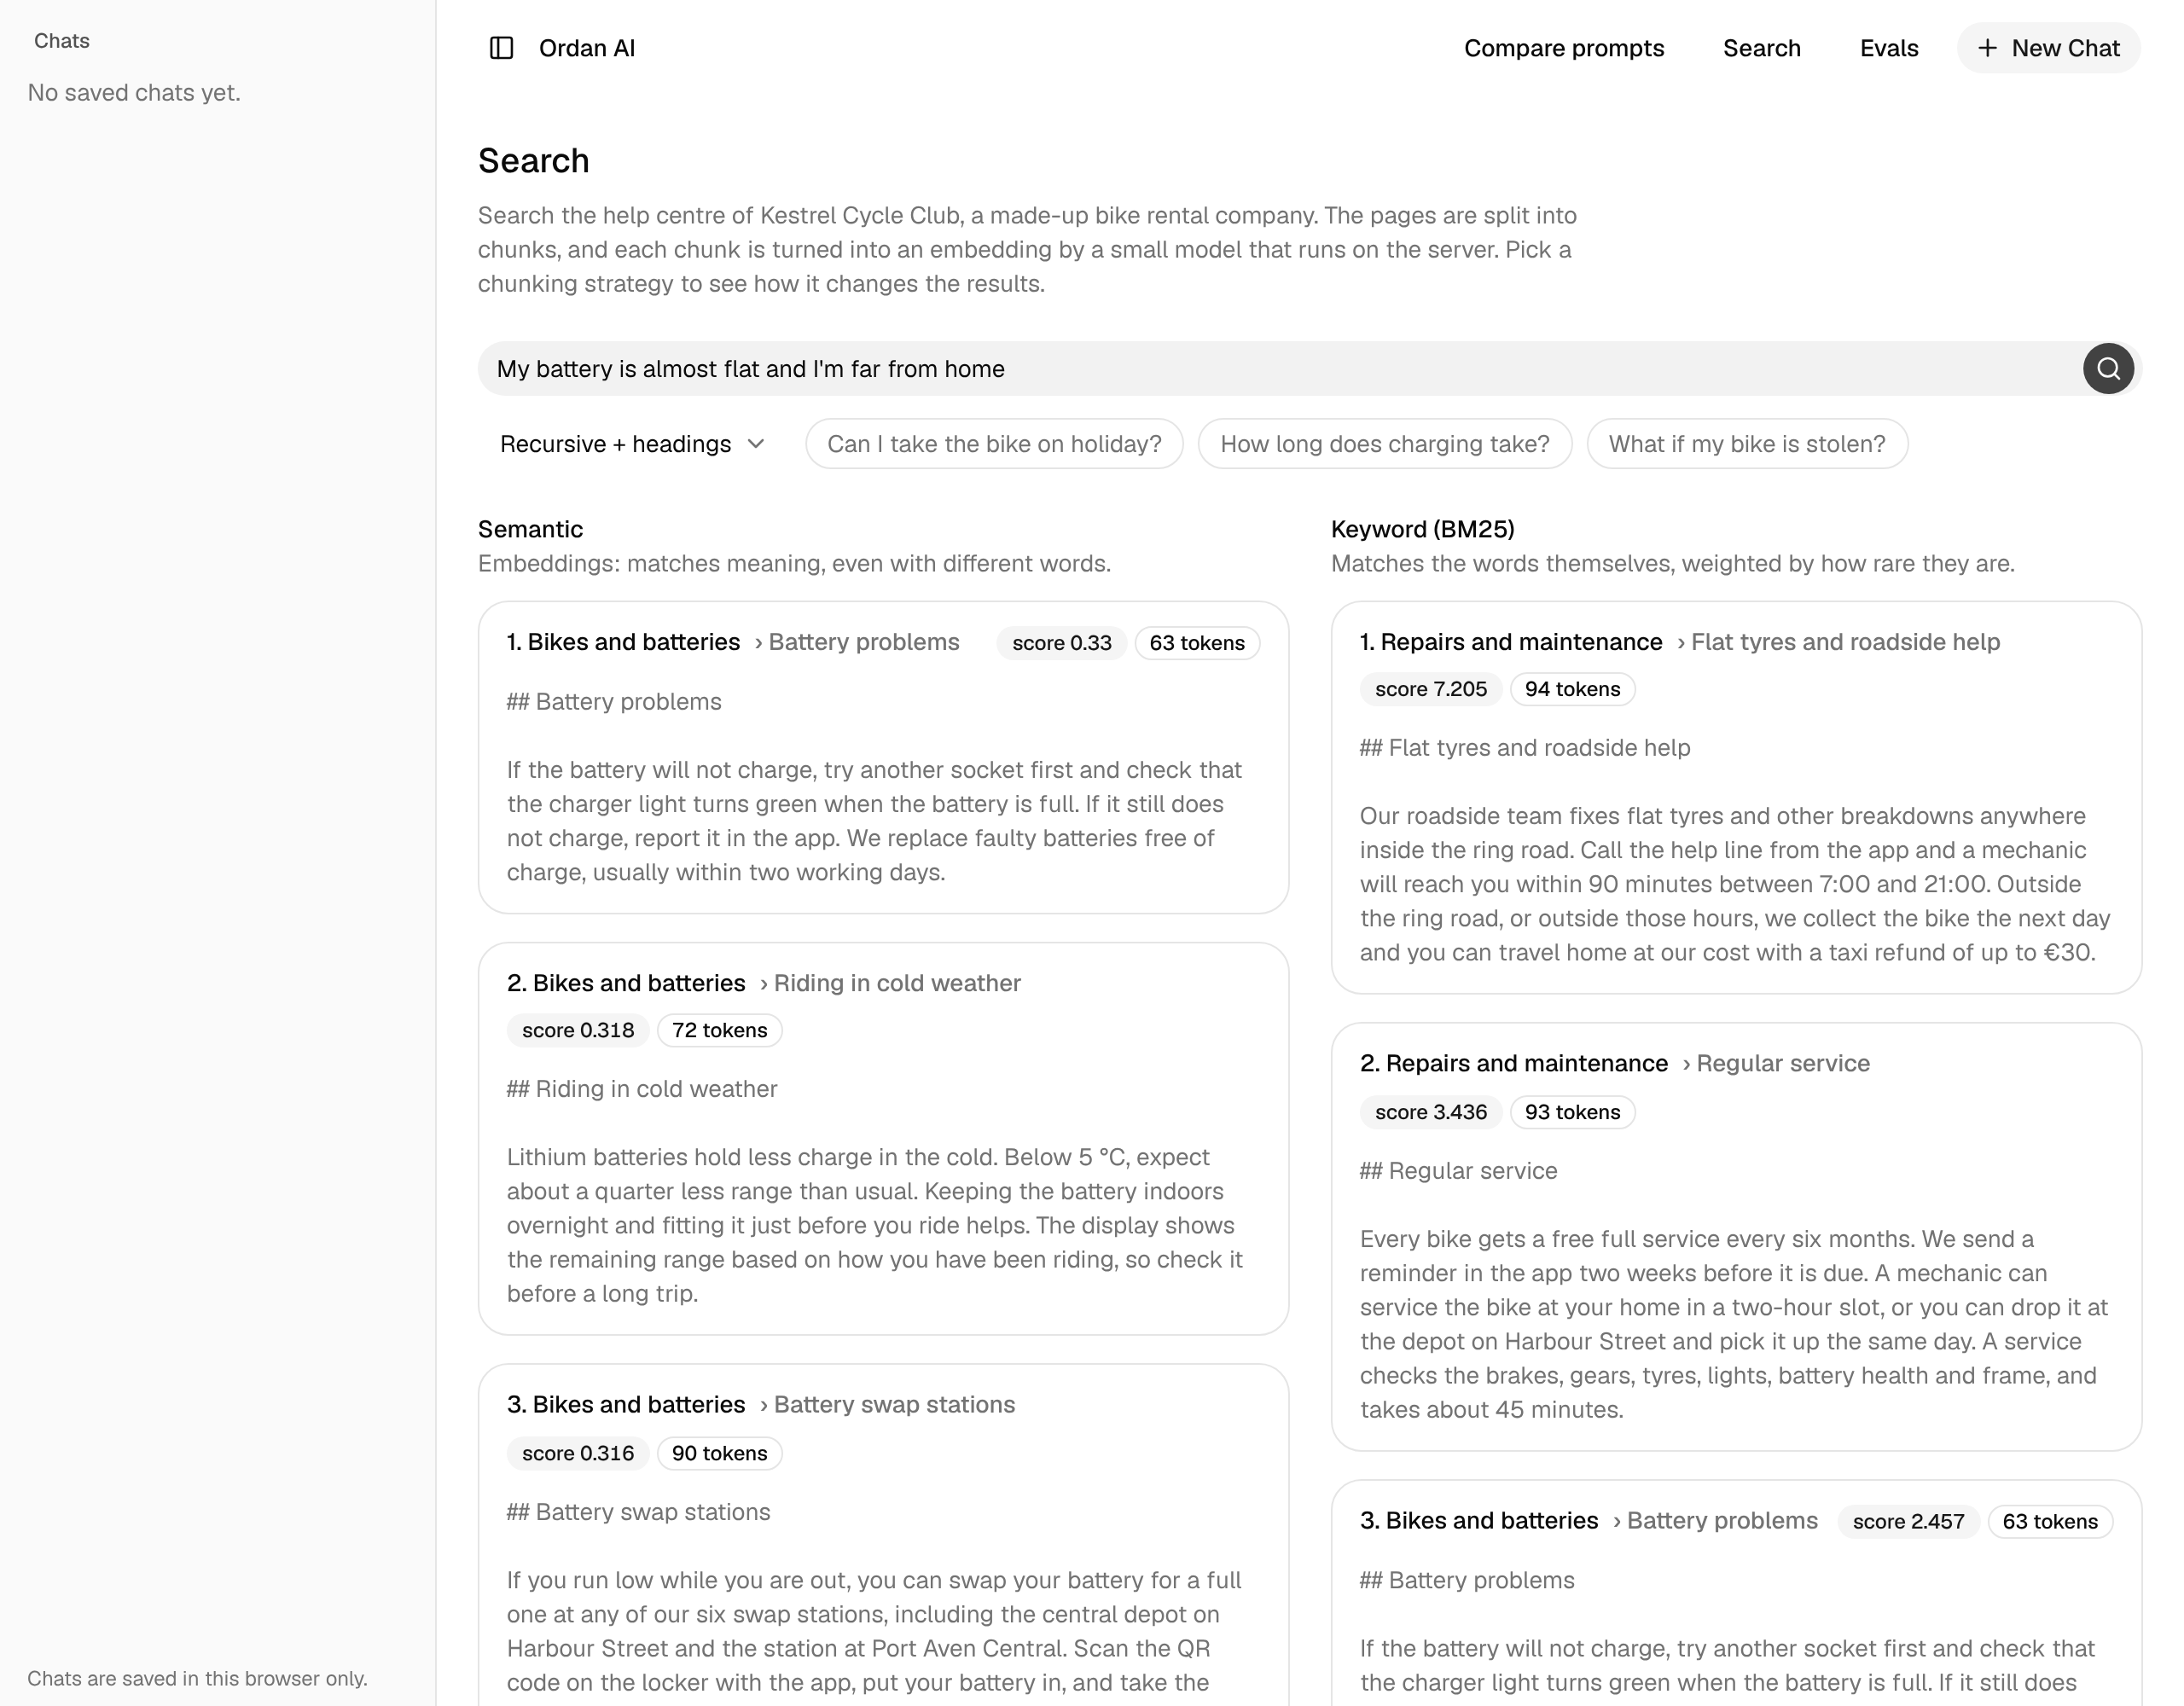 Chats
No saved chats yet.
Chats are saved in this browser only.
Ordan AI
Compare prompts
Search
Evals
New Chat
Search
Search the help centre of Kestrel Cycle Club, a made-up bike rental company. The pages are split into
chunks, and each chunk is turned into an embedding by a small model that runs on the server. Pick a
chunking strategy to see how it changes the results.
My battery is almost flat and I'm far from home
Recursive + headings
Can I take the bike on holiday?
How long does charging take?
What if my bike is stolen?
Semantic
Embeddings: matches meaning, even with different words.
1. Bikes and batteries › Battery problems
score 0.33
63 tokens
## Battery problems
If the battery will not charge, try another socket first and check that
the charger light turns green when the battery is full. If it still does
not charge, report it in the app. We replace faulty batteries free of
charge, usually within two working days.
2. Bikes and batteries › Riding in cold weather
score 0.318
72 tokens
## Riding in cold weather
Lithium batteries hold less charge in the cold. Below 5 °C, expect
about a quarter less range than usual. Keeping the battery indoors
overnight and fitting it just before you ride helps. The display shows
the remaining range based on how you have been riding, so check it
before a long trip.
3. Bikes and batteries › Battery swap stations
score 0.316
90 tokens
## Battery swap stations
If you run low while you are out, you can swap your battery for a full
one at any of our six swap stations, including the central depot on
Harbour Street and the station at Port Aven Central. Scan the QR
code on the locker with the app, put your battery in, and take the
Keyword (BM25)
Matches the words themselves, weighted by how rare they are.
1. Repairs and maintenance › Flat tyres and roadside help
score 7.205
94 tokens
## Flat tyres and roadside help
Our roadside team fixes flat tyres and other breakdowns anywhere
inside the ring road. Call the help line from the app and a mechanic
will reach you within 90 minutes between 7:00 and 21:00. Outside
the ring road, or outside those hours, we collect the bike the next day
and you can travel home at our cost with a taxi refund of up to €30.
2. Repairs and maintenance › Regular service
score 3.436
93 tokens
## Regular service
Every bike gets a free full service every six months. We send a
reminder in the app two weeks before it is due. A mechanic can
service the bike at your home in a two-hour slot, or you can drop it at
the depot on Harbour Street and pick it up the same day. A service
checks the brakes, gears, tyres, lights, battery health and frame, and
takes about 45 minutes.
3. Bikes and batteries › Battery problems
score 2.457
63 tokens
## Battery problems
If the battery will not charge, try another socket first and check that
the charger light turns green when the battery is full. If it still does